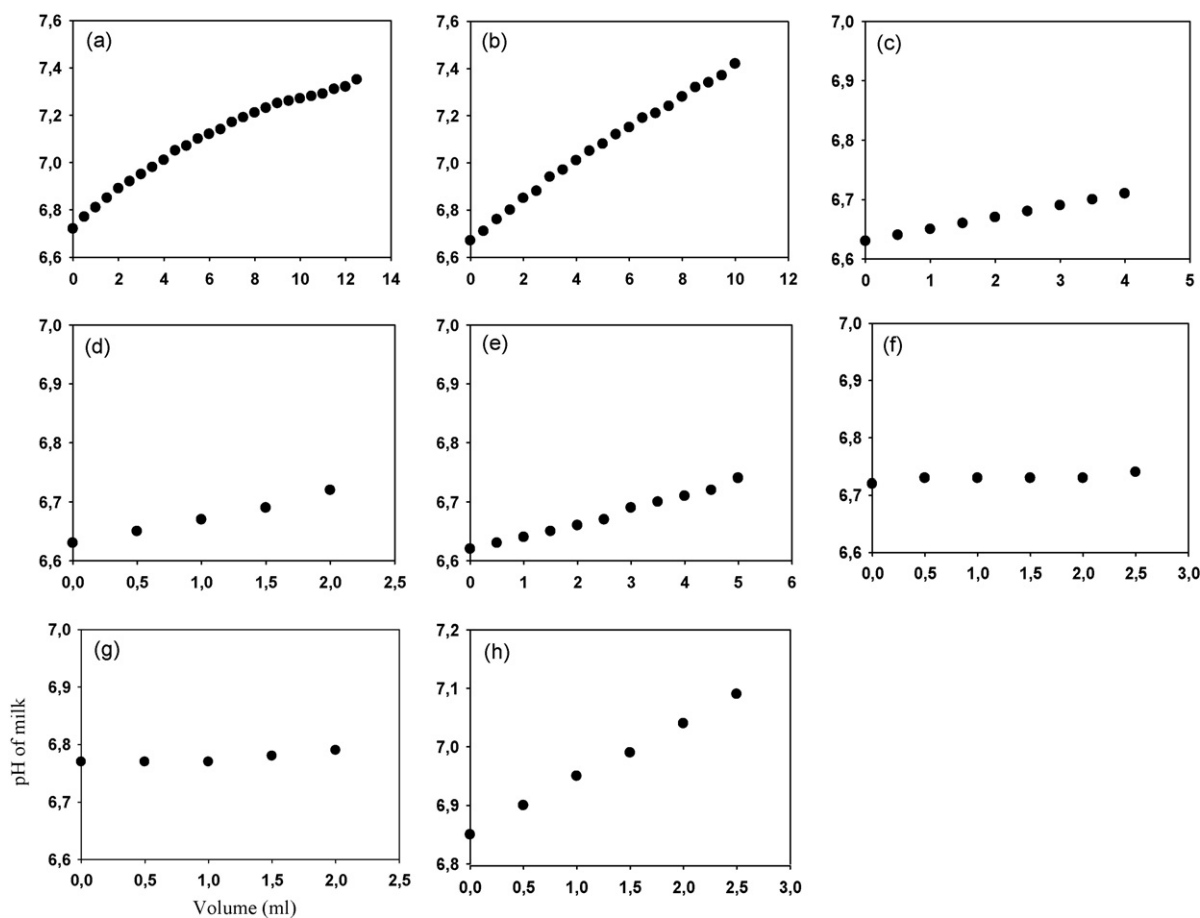 (a)
7,6
7,4
7,2
7,0
6,8
6,6
0 2 4 6 8 10 12 14
(b)
7,6
7,4
7,2
7,0
6,8
6,6
0 2 4 6 8 10 12
(c)
7,0
6,9
6,8
6,7
6,6
0 1 2 3 4 5
(d)
7,0
6,9
6,8
6,7
6,6
0,0 0,5 1,0 1,5 2,0 2,5
(e)
7,0
6,9
6,8
6,7
6,6
0 1 2 3 4 5 6
(f)
7,0
6,9
6,8
6,7
6,6
0,0 0,5 1,0 1,5 2,0 2,5 3,0
(g)
7,0
6,9
6,8
6,7
6,6
0,0 0,5 1,0 1,5 2,0 2,5
pH of milk
Volume (ml)
(h)
7,2
7,1
7,0
6,9
6,8
0,0 0,5 1,0 1,5 2,0 2,5 3,0